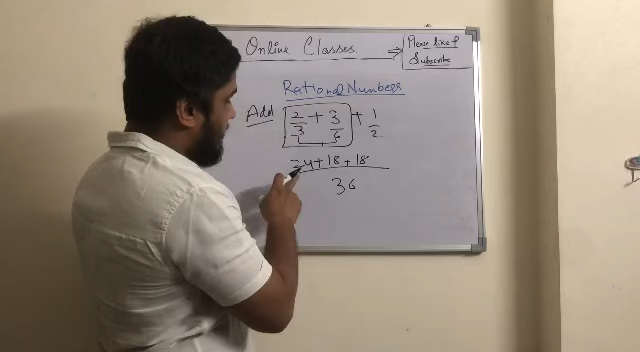 Online Classes
Please like &
Subscribe
Rational Numbers
Add 2/3 + 3/6 + 1/2
24+18+18
36